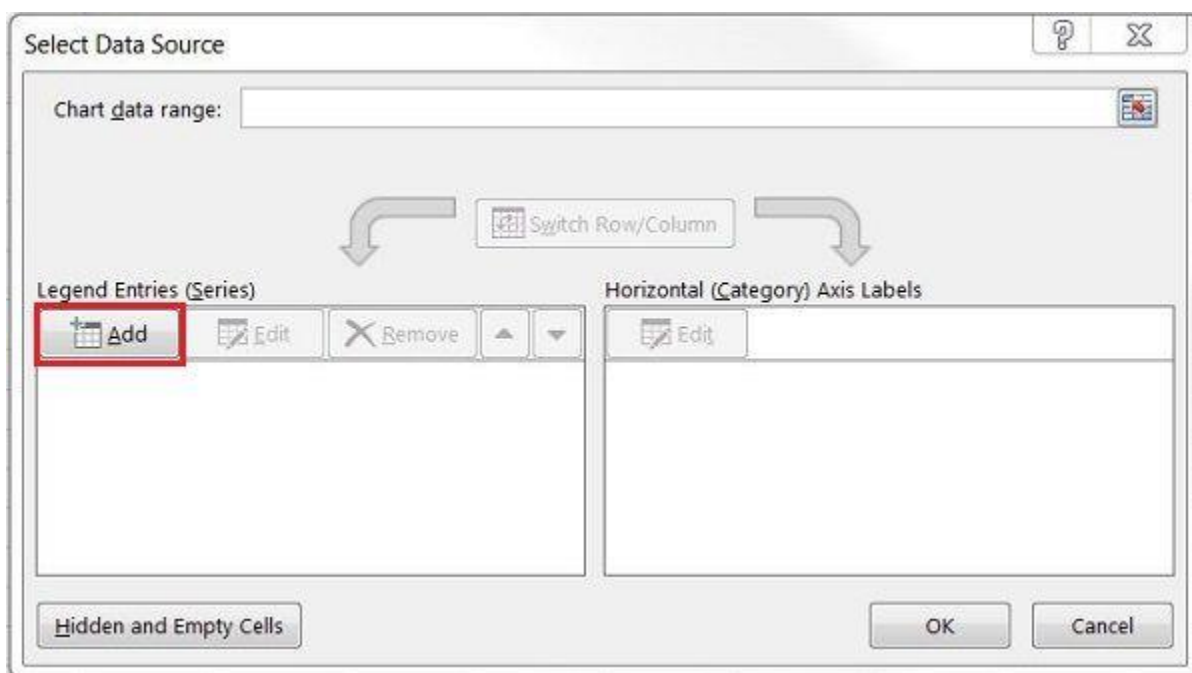 Select Data Source
Chart data range:
Switch Row/Column
Legend Entries (Series)
Horizontal (Category) Axis Labels
Add Edit Remove
Edit
Hidden and Empty Cells
OK Cancel